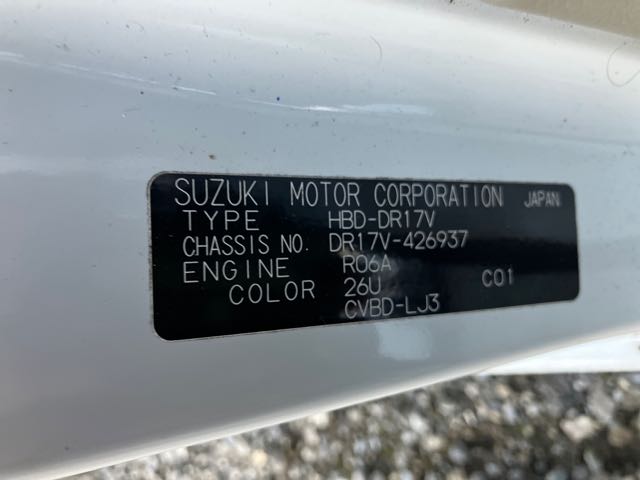 SUZUKI MOTOR CORPORATION JAPAN
TYPE HBD-DR17V
CHASSIS NO. DR17V-426937
ENGINE R06A
COLOR 26U C01
CVBD-LJ3